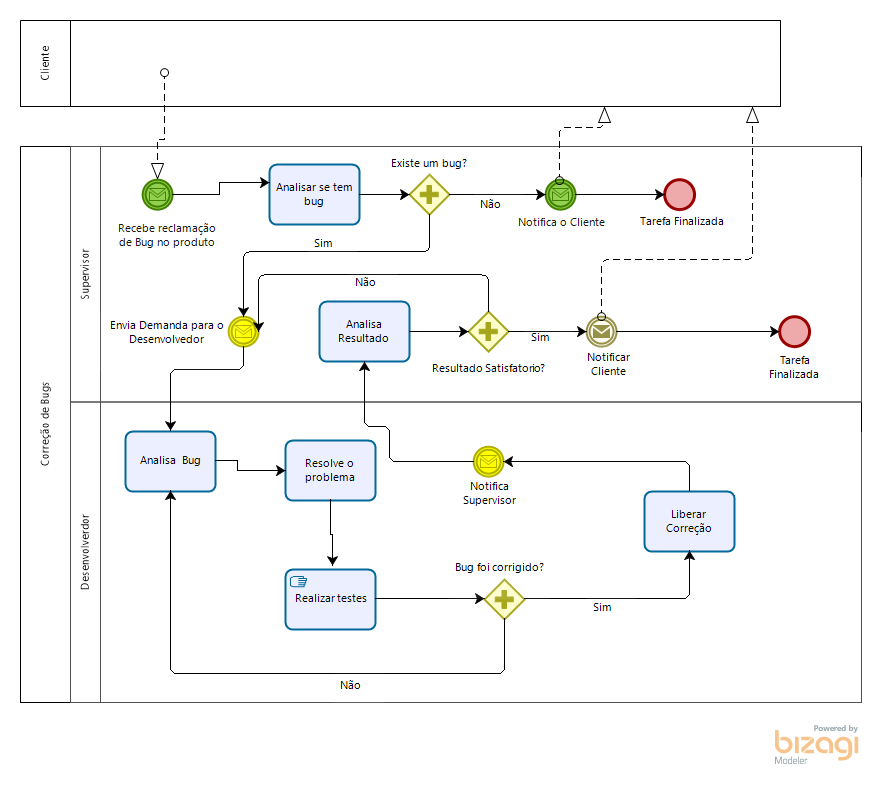 Cliente
Correção de Bugs
Supervisor
Existe um bug?
Analisar se tem
bug
Não
Recebe reclamação
de Bug no produto
Notifica o Cliente
Tarefa Finalizada
Sim
Não
Envia Demanda para o
Desenvolvedor
Analisa
Resultado
Sim
Resultado Satisfatorio?
Notificar
Cliente
Tarefa
Finalizada
Desenvolverdor
Analisa Bug
Resolve o
problema
Notifica
Supervisor
Liberar
Correção
Bug foi corrigido?
Realizar testes
Sim
Não
Powered by
bizagi
Modeler